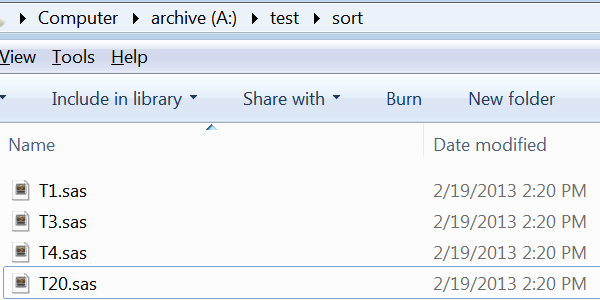 Computer archive (A:) test sort
View Tools Help
Include in library Share with Burn New folder
Name Date modified
T1.sas 2/19/2013 2:20 PM
T3.sas 2/19/2013 2:20 PM
T4.sas 2/19/2013 2:20 PM
T20.sas 2/19/2013 2:20 PM